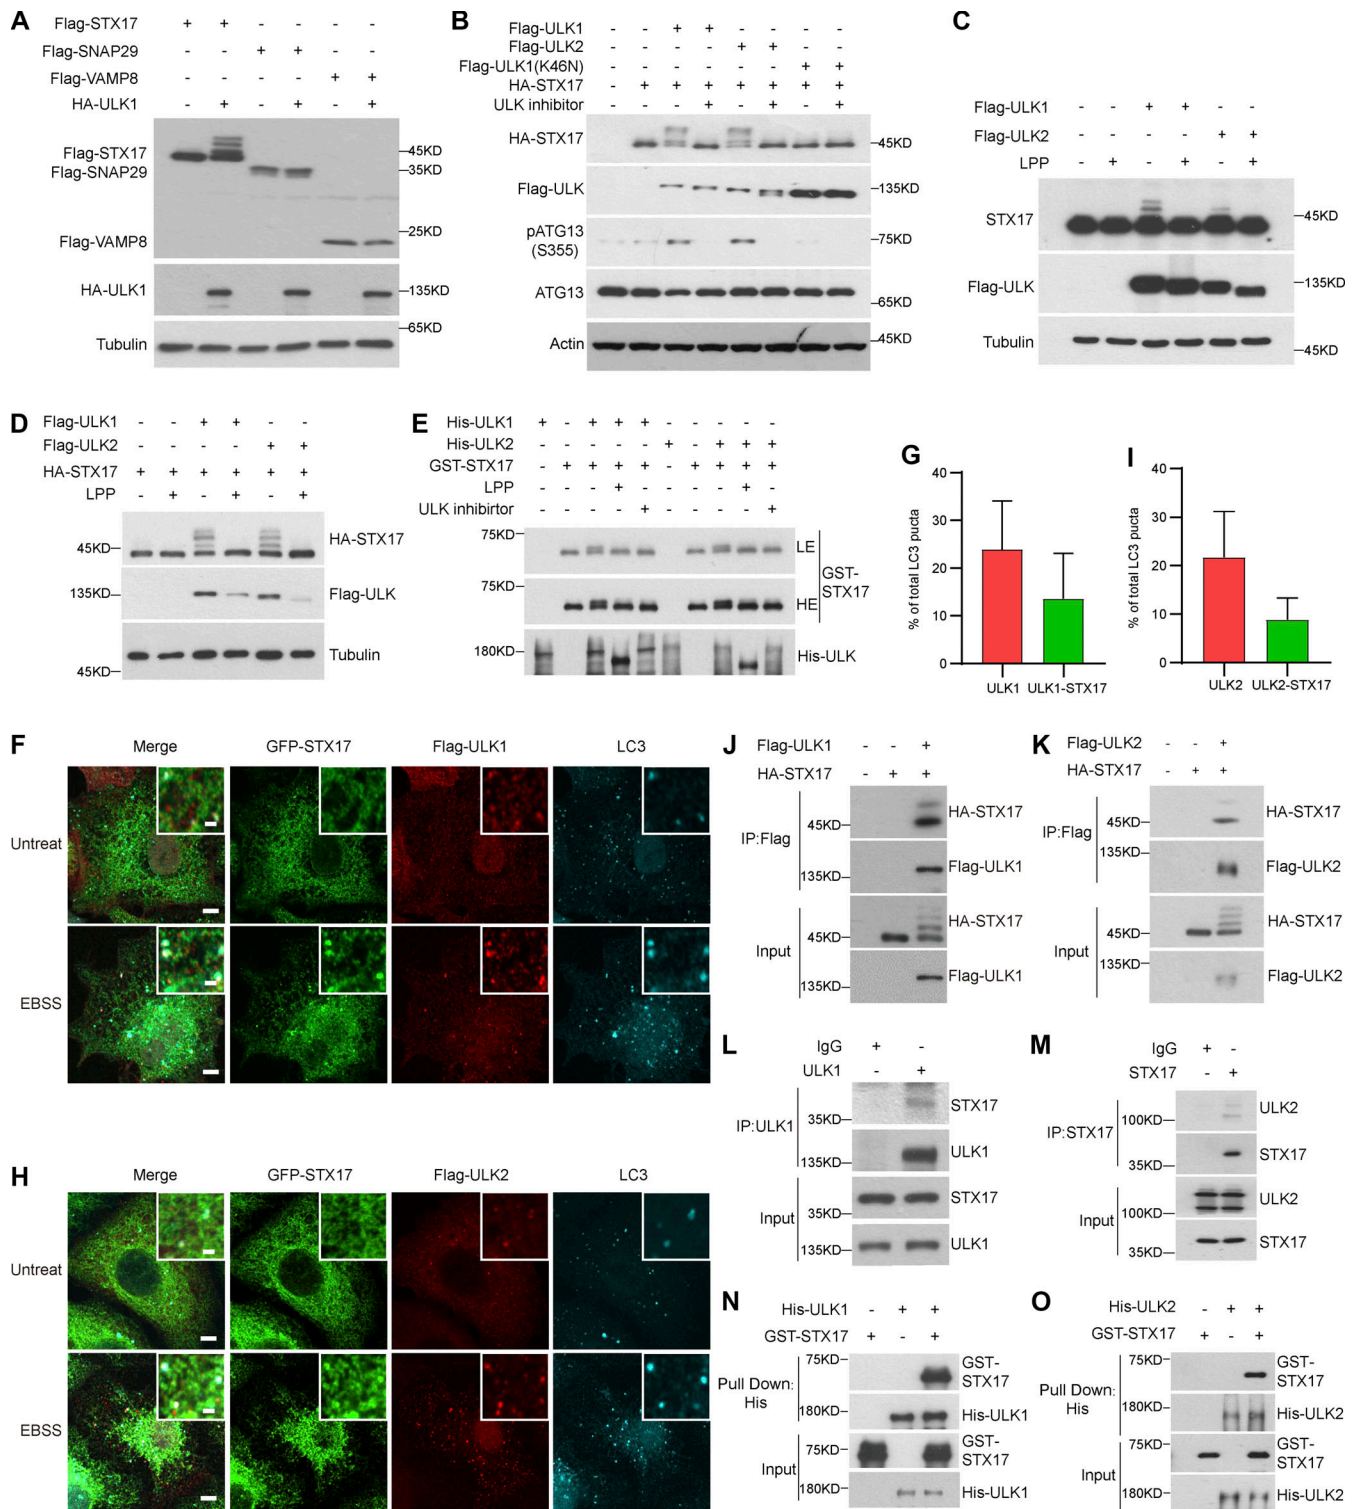 A
Flag-STX17 + + - - - -
Flag-SNAP29 - - + + - -
Flag-VAMP8 - - - - + +
HA-ULK1 - + - + - +
Flag-STX17
Flag-SNAP29
Flag-VAMP8
HA-ULK1
Tubulin
45KD
35KD
25KD
135KD
65KD
B
Flag-ULK1 - - + + - - - -
Flag-ULK2 - - - - + + - -
Flag-ULK1(K46N) - - - - - - + +
HA-STX17 - + + + + + + +
ULK inhibitor - - - + - + - +
HA-STX17
Flag-ULK
pATG13
(S355)
ATG13
Actin
45KD
135KD
75KD
65KD
45KD
C
Flag-ULK1 - - + + - -
Flag-ULK2 - - - - + +
LPP - + - + - +
STX17
Flag-ULK
Tubulin
45KD
135KD
45KD
D
Flag-ULK1 - - + + - -
Flag-ULK2 - - - - + +
HA-STX17 + + + + + +
LPP - + - + - +
45KD
135KD
45KD
HA-STX17
Flag-ULK
Tubulin
E
His-ULK1 + - + + + - - - - -
His-ULK2 - - - - - + - + + +
GST-STX17 - + + + + - + + + +
LPP - - - + - - - - + -
ULK inhibirtor - - - - + - - - - +
75KD
75KD
180KD
LE
HE
GST-
STX17
His-ULK
G
% of total LC3 pucta
40
30
20
10
0
ULK1
ULK1-STX17
I
% of total LC3 pucta
40
30
20
10
0
ULK2
ULK2-STX17
F
Merge
GFP-STX17
Flag-ULK1
LC3
Untreat
EBSS
H
Merge
GFP-STX17
Flag-ULK2
LC3
Untreat
EBSS
J
Flag-ULK1 - - +
HA-STX17 - + +
IP:Flag
45KD
HA-STX17
135KD
Flag-ULK1
Input
45KD
HA-STX17
135KD
Flag-ULK1
K
Flag-ULK2 - - +
HA-STX17 - + +
IP:Flag
45KD
HA-STX17
135KD
Flag-ULK2
Input
45KD
HA-STX17
135KD
Flag-ULK2
L
IgG + -
ULK1 - +
IP:ULK1
35KD
STX17
135KD
ULK1
Input
35KD
STX17
135KD
ULK1
M
IgG + -
STX17 - +
IP:STX17
100KD
ULK2
35KD
STX17
Input
100KD
ULK2
35KD
STX17
N
His-ULK1 - + +
GST-STX17 + - +
Pull Down:
His
75KD
GST-
STX17
180KD
His-ULK1
Input
75KD
GST-
STX17
180KD
His-ULK1
O
His-ULK2 - + +
GST-STX17 + - +
Pull Down:
His
75KD
GST-
STX17
180KD
His-ULK2
Input
75KD
GST-
STX17
180KD
His-ULK2